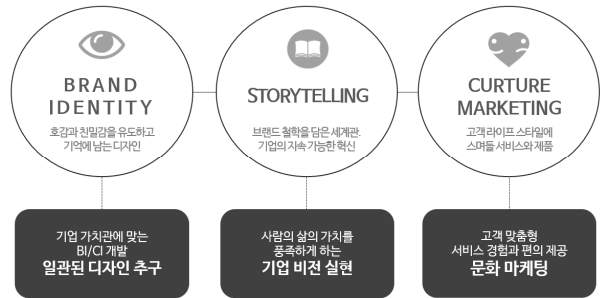 BRAND
IDENTITY
호감과 친밀감을 유도하고
기억에 남는 디자인
STORYTELLING
브랜드 철학을 담은 세계관.
기업의 지속 가능한 혁신
CURTURE
MARKETING
고객 라이프 스타일에
스며들 서비스와 제품
기업 가치관에 맞는
BI/CI 개발
일관된 디자인 추구
사람의 삶의 가치를
풍족하게 하는
기업 비전 실현
고객 맞춤형
서비스 경험과 편의 제공
문화 마케팅